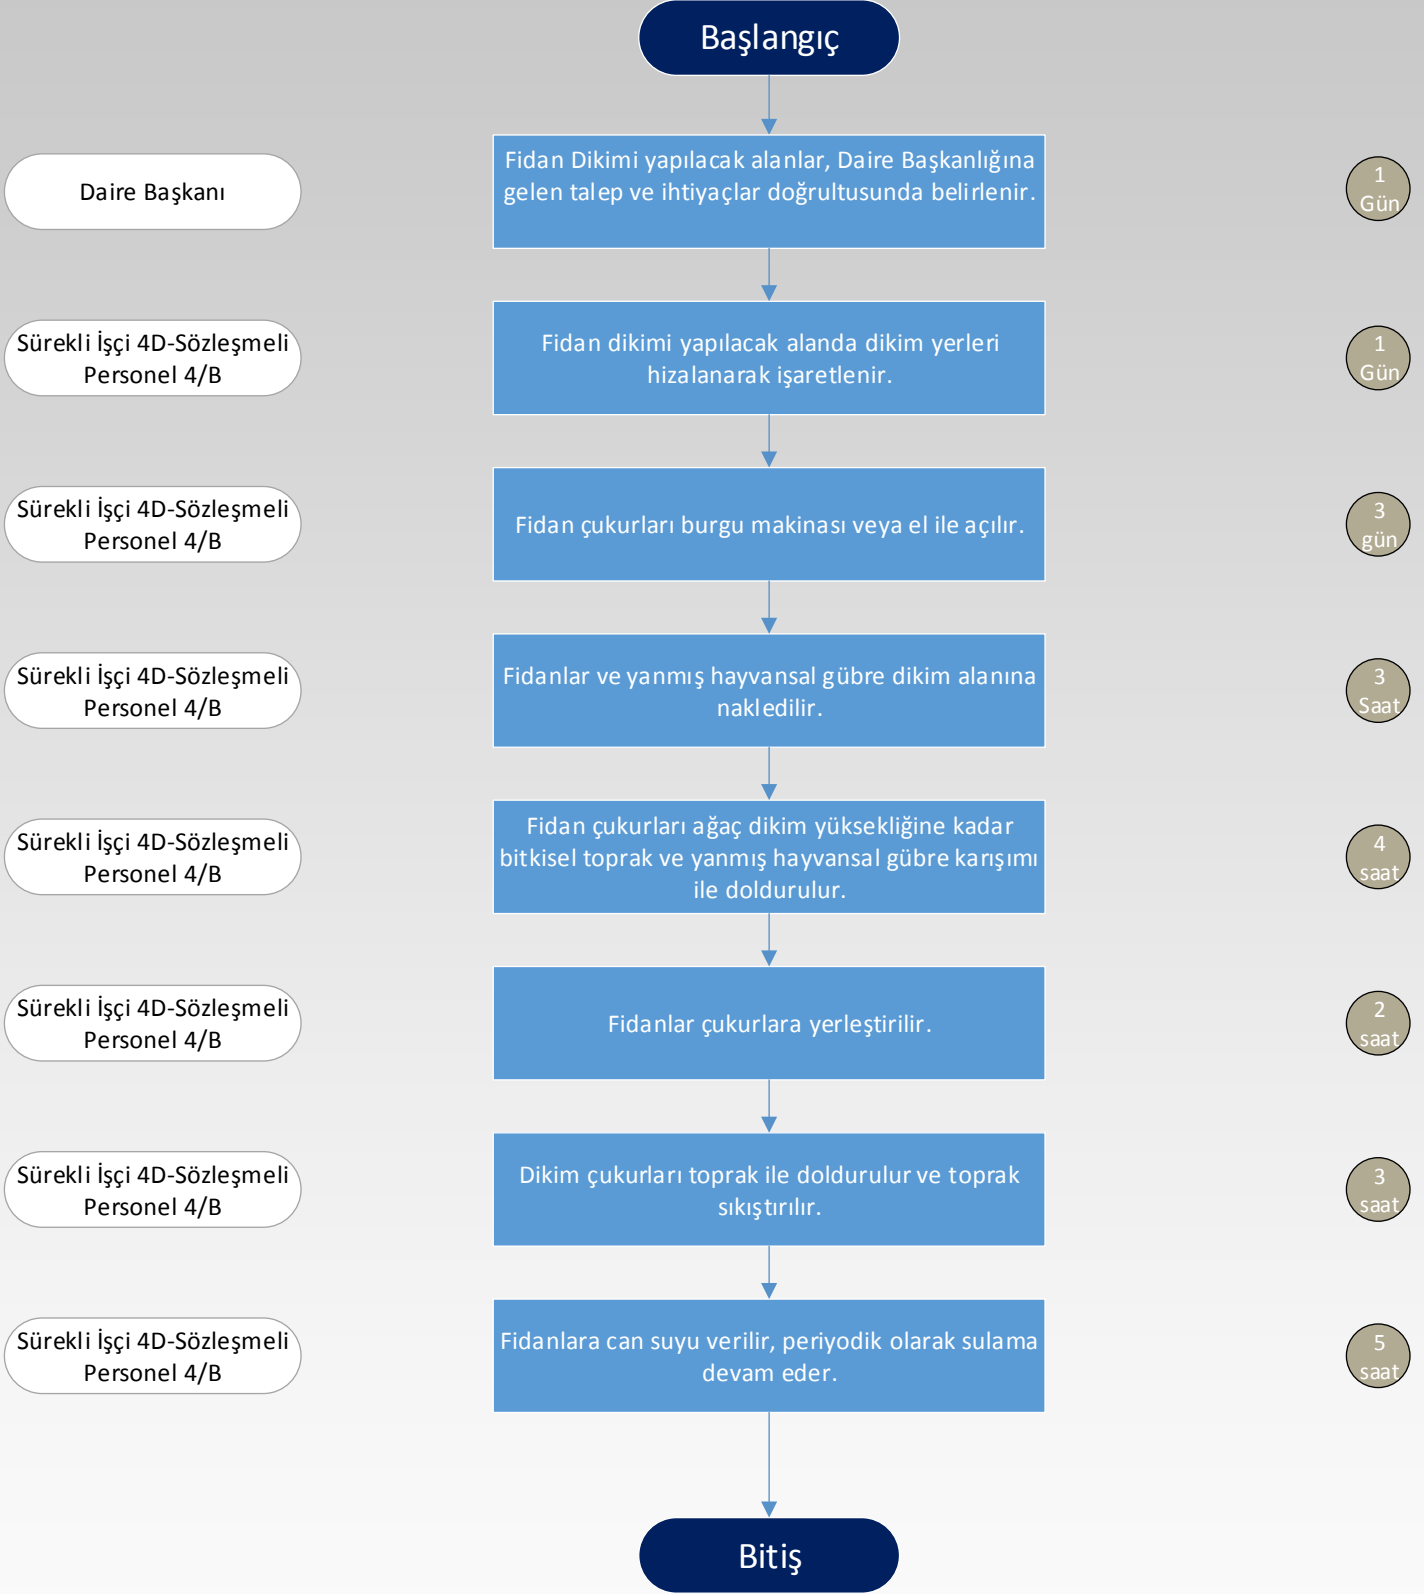 Başlangıç
Daire Başkanı
Fidan Dikimi yapılacak alanlar, Daire Başkanlığına
gelen talep ve ihtiyaçlar doğrultusunda belirlenir.
1
Gün
Sürekli İşçi 4D-Sözleşmeli
Personel 4/B
Fidan dikimi yapılacak alanda dikim yerleri
hizalanarak işaretlenir.
1
Gün
Sürekli İşçi 4D-Sözleşmeli
Personel 4/B
Fidan çukurları burgu makinası veya el ile açılır.
3
gün
Sürekli İşçi 4D-Sözleşmeli
Personel 4/B
Fidanlar ve yanmış hayvansal gübre dikim alanına
nakledilir.
3
Saat
Sürekli İşçi 4D-Sözleşmeli
Personel 4/B
Fidan çukurları ağaç dikim yüksekliğine kadar
bitkisel toprak ve yanmış hayvansal gübre karışımı
ile doldurulur.
4
saat
Sürekli İşçi 4D-Sözleşmeli
Personel 4/B
Fidanlar çukurlara yerleştirilir.
2
saat
Sürekli İşçi 4D-Sözleşmeli
Personel 4/B
Dikim çukurları toprak ile doldurulur ve toprak
sıkıştırılır.
3
saat
Sürekli İşçi 4D-Sözleşmeli
Personel 4/B
Fidanlara can suyu verilir, periyodik olarak sulama
devam eder.
5
saat
Bitiş